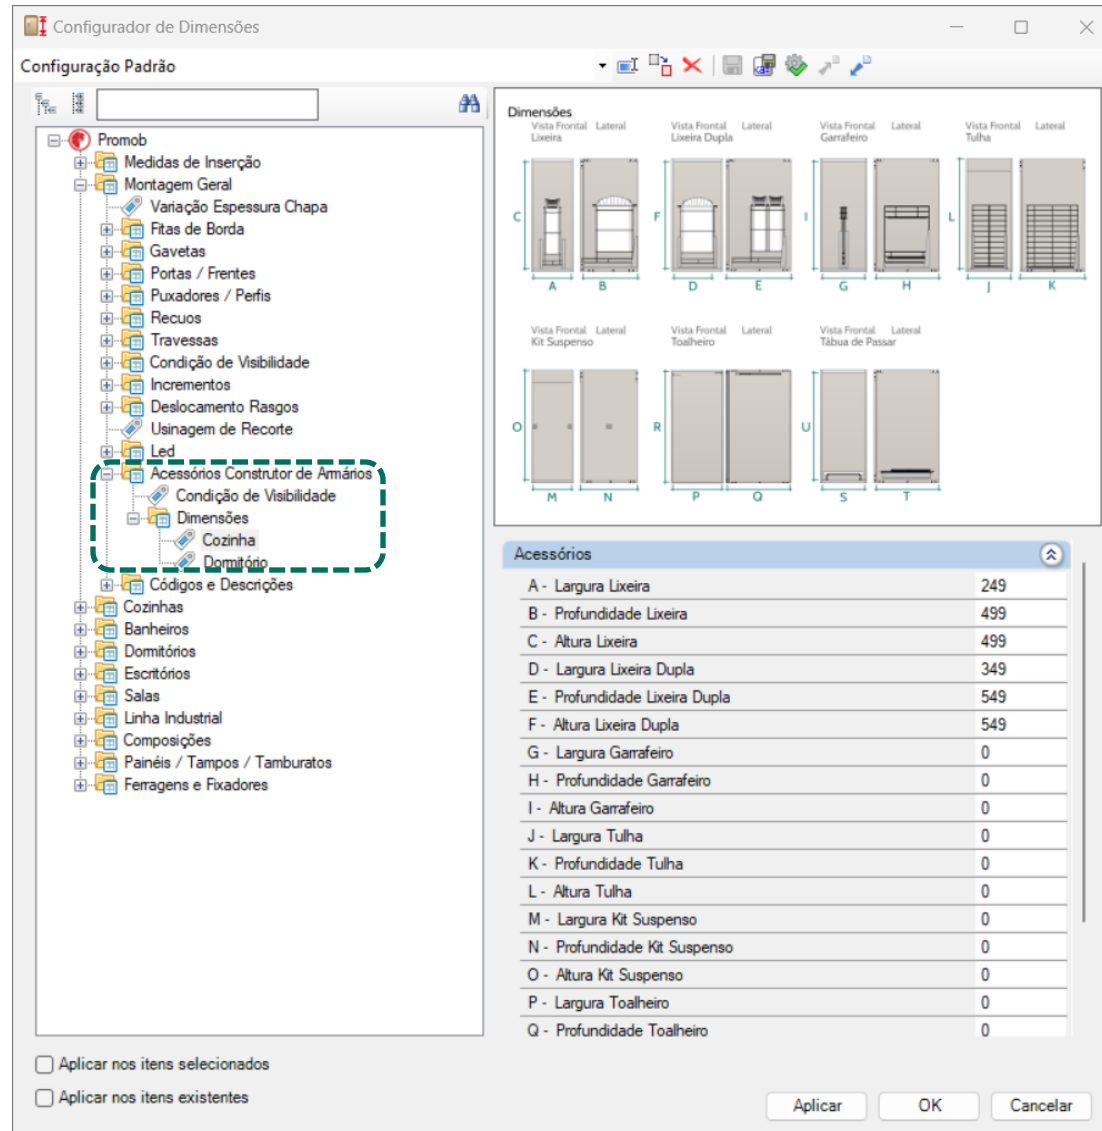 Configurador de Dimensões
Configuração Padrão
Promob
Medidas de Inserção
Montagem Geral
Variação Espessura Chapa
Fitas de Borda
Gavetas
Portas / Frentes
Puxadores / Perfis
Recuos
Travessas
Condição de Visibilidade
Incrementos
Deslocamento Rasgos
Usinagem de Recorte
Led
Acessórios Construtor de Armários
Condição de Visibilidade
Dimensões
Cozinha
Dormitório
Códigos e Descrições
Cozinhas
Banheiros
Dormitórios
Escritórios
Salas
Linha Industrial
Composições
Painéis / Tampos / Tamburatos
Ferragens e Fixadores
Dimensões
Vista Frontal Lateral Vista Frontal Lateral Vista Frontal Lateral Vista Frontal Lateral
Lixeira Lixeira Dupla Garrafeiro Tulha
C F I L
A B D E G H J K
Vista Frontal Lateral Vista Frontal Lateral Vista Frontal Lateral
Kit Suspenso Toalheiro Tábua de Passar
O R U
M N P Q S T
Acessórios
A - Largura Lixeira 249
B - Profundidade Lixeira 499
C - Altura Lixeira 499
D - Largura Lixeira Dupla 349
E - Profundidade Lixeira Dupla 549
F - Altura Lixeira Dupla 549
G - Largura Garrafeiro 0
H - Profundidade Garrafeiro 0
I - Altura Garrafeiro 0
J - Largura Tulha 0
K - Profundidade Tulha 0
L - Altura Tulha 0
M - Largura Kit Suspenso 0
N - Profundidade Kit Suspenso 0
O - Altura Kit Suspenso 0
P - Largura Toalheiro 0
Q - Profundidade Toalheiro 0
Aplicar nos itens selecionados
Aplicar nos itens existentes
Aplicar OK Cancelar